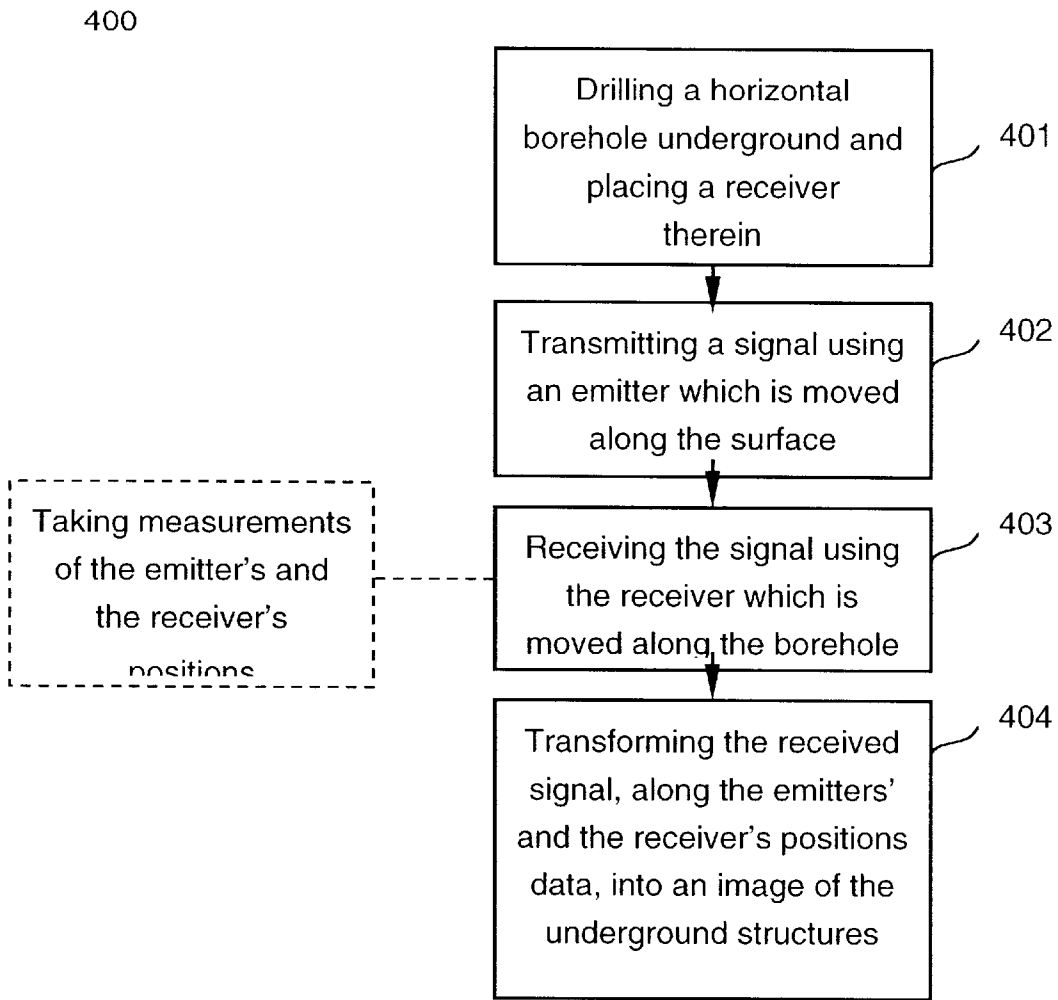 400
Drilling a horizontal
borehole underground and
placing a receiver
therein
401
Transmitting a signal using
an emitter which is moved
along the surface
402
Taking measurements
of the emitter's and
the receiver's
positions
Receiving the signal using
the receiver which is
moved along the borehole
403
Transforming the received
signal, along the emitters'
and the receiver's positions
data, into an image of the
underground structures
404